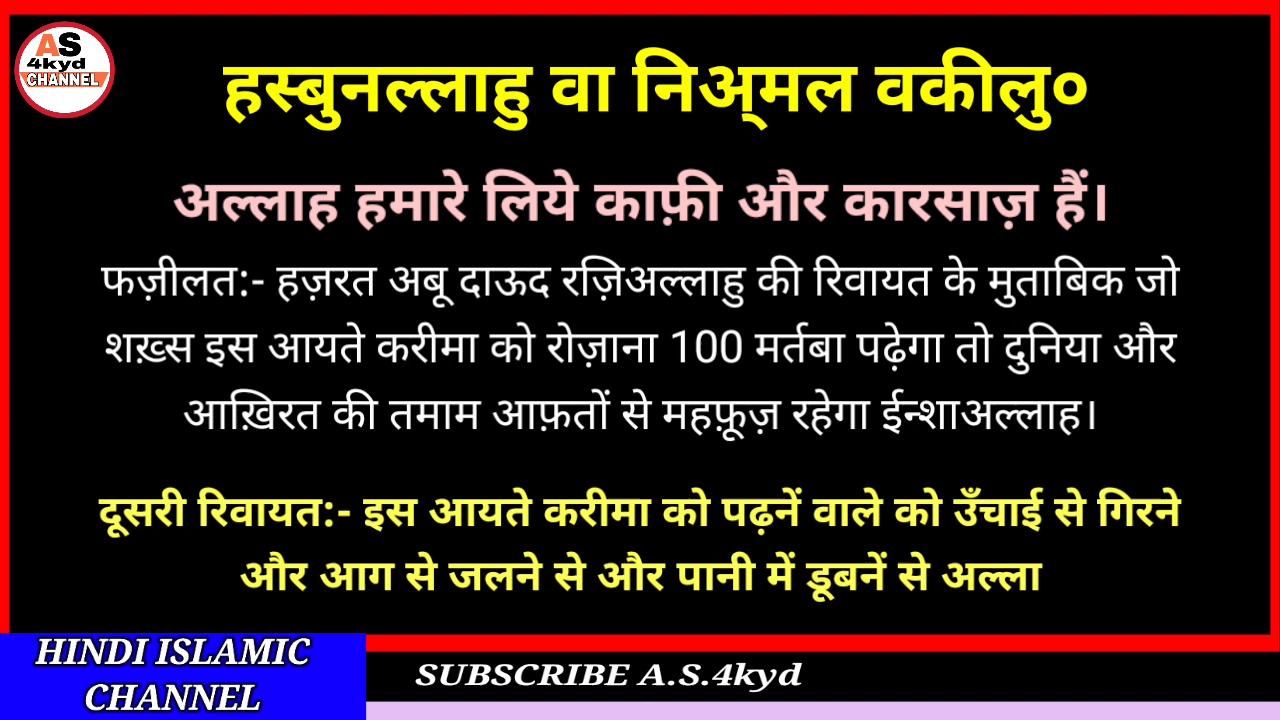 AS
4kyd
CHANNEL
हस्बुनल्लाहु वा निअ्मल वकीलु०
अल्लाह हमारे लिये काफ़ी और कारसाज़ हैं।
फज़ीलत:- हज़रत अबू दाऊद रज़िअल्लाहु की रिवायत के मुताबिक जो
शख़्स इस आयते करीमा को रोज़ाना 100 मर्तबा पढ़ेगा तो दुनिया और
आख़िरत की तमाम आफ़तों से महफ़ूज़ रहेगा ईन्शाअल्लाह।
दूसरी रिवायत:- इस आयते करीमा को पढ़नें वाले को उँचाई से गिरने
और आग से जलने से और पानी में डूबनें से अल्ला
HINDI ISLAMIC
CHANNEL
SUBSCRIBE A.S.4kyd